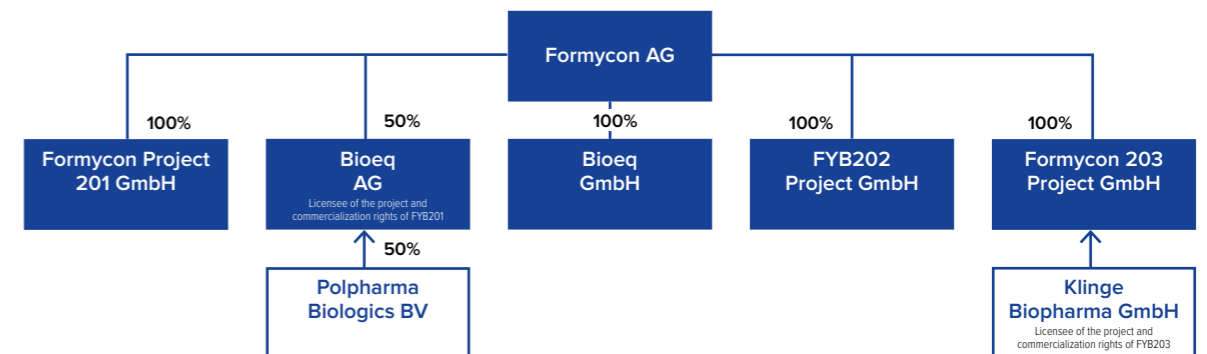 Formycon AG
100%
50%
100%
100%
100%
Formycon Project
201 GmbH
Bioeq
AG
Licensee of the project and
commercialization rights of FYB201
Bioeq
GmbH
FYB202
Project GmbH
Formycon 203
Project GmbH
50%
Polpharma
Biologics BV
Klinge
Biopharma GmbH
Licensee of the project and
commercialization rights of FYB203